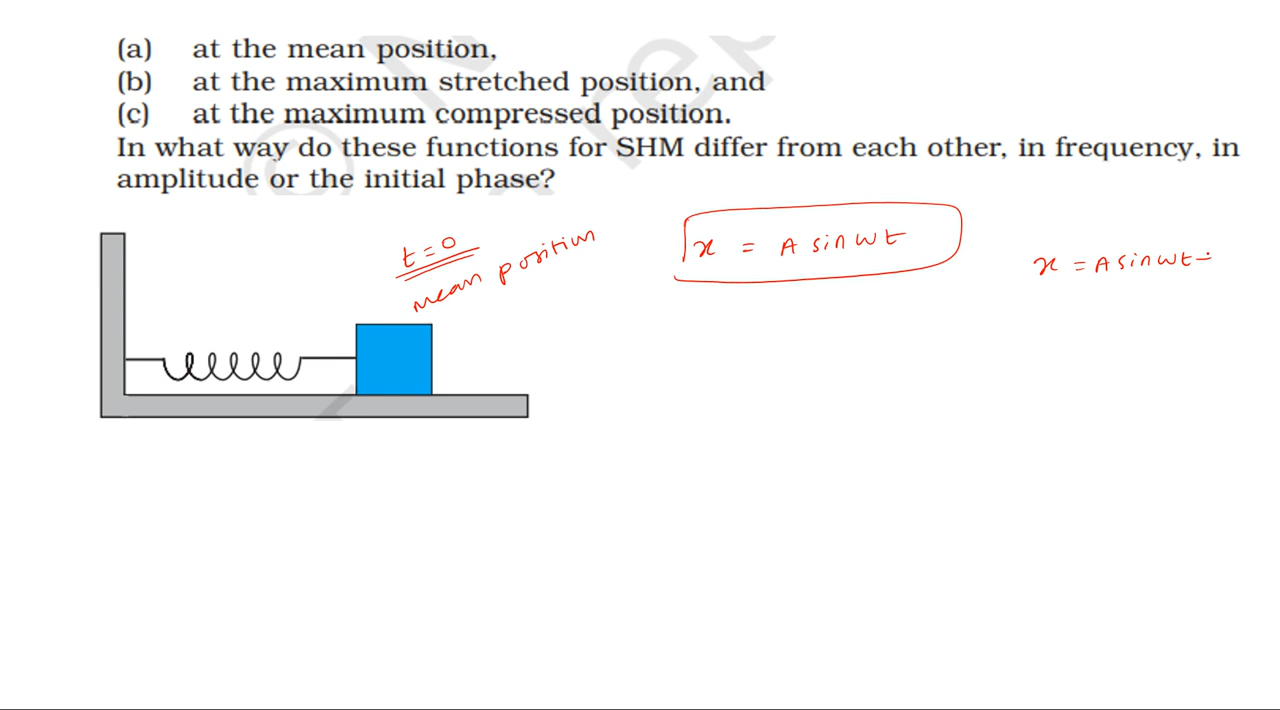 (a) at the mean position,
(b) at the maximum stretched position, and
(c) at the maximum compressed position.
In what way do these functions for SHM differ from each other, in frequency, in
amplitude or the initial phase?
t = 0
mean position
x = A sin ωt
x = A sin ωt